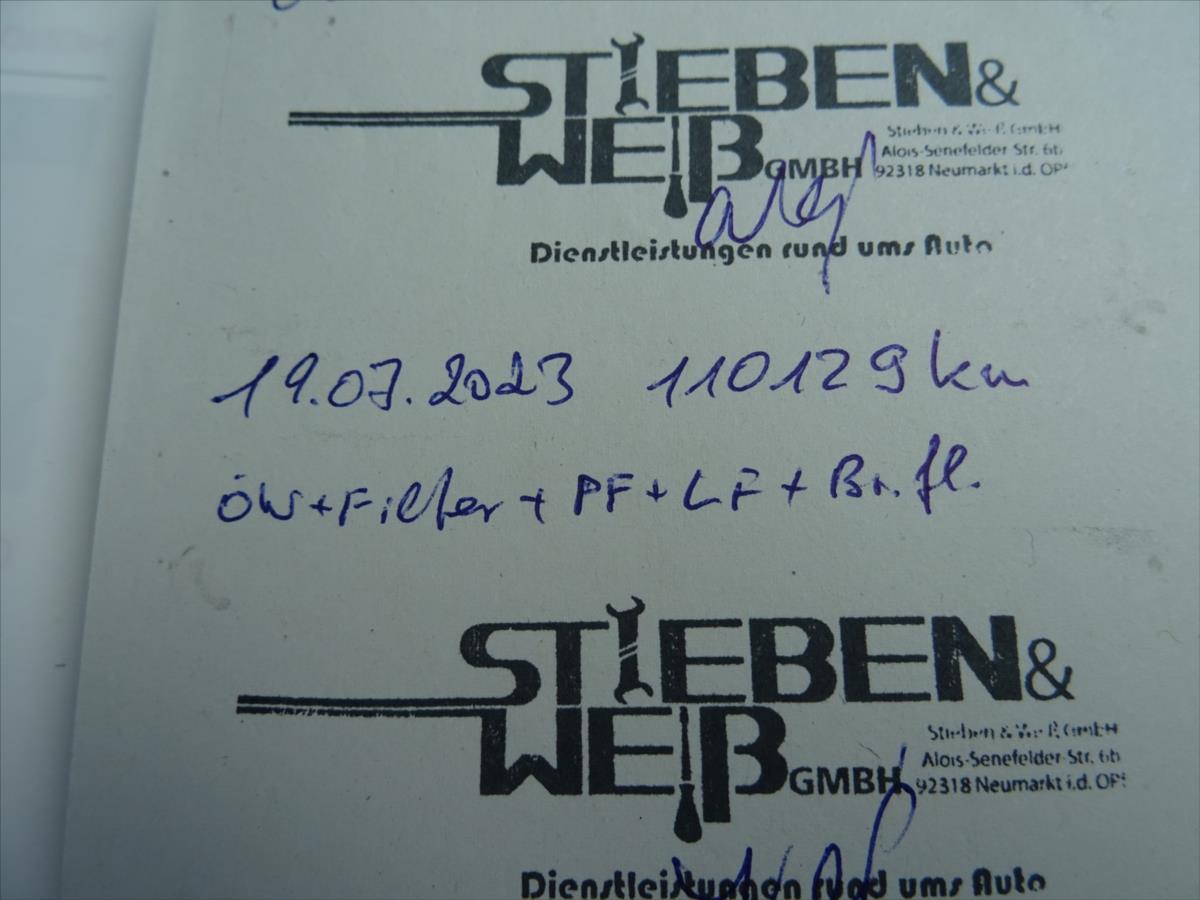 STIEBEN &
WEIß GMBH
Stieben & Weiß GmbH
Alois-Senefelder Str. 6b
92318 Neumarkt i.d. OPf
Dienstleistungen rund ums Auto
19.07.2023 110129 km
ÖW+Filter + PF + LF + Br.fl.
STIEBEN &
WEIß GMBH
Stieben & Weiß GmbH
Alois-Senefelder-Str. 6b
92318 Neumarkt i.d. OPf
Dienstleistungen rund ums Auto